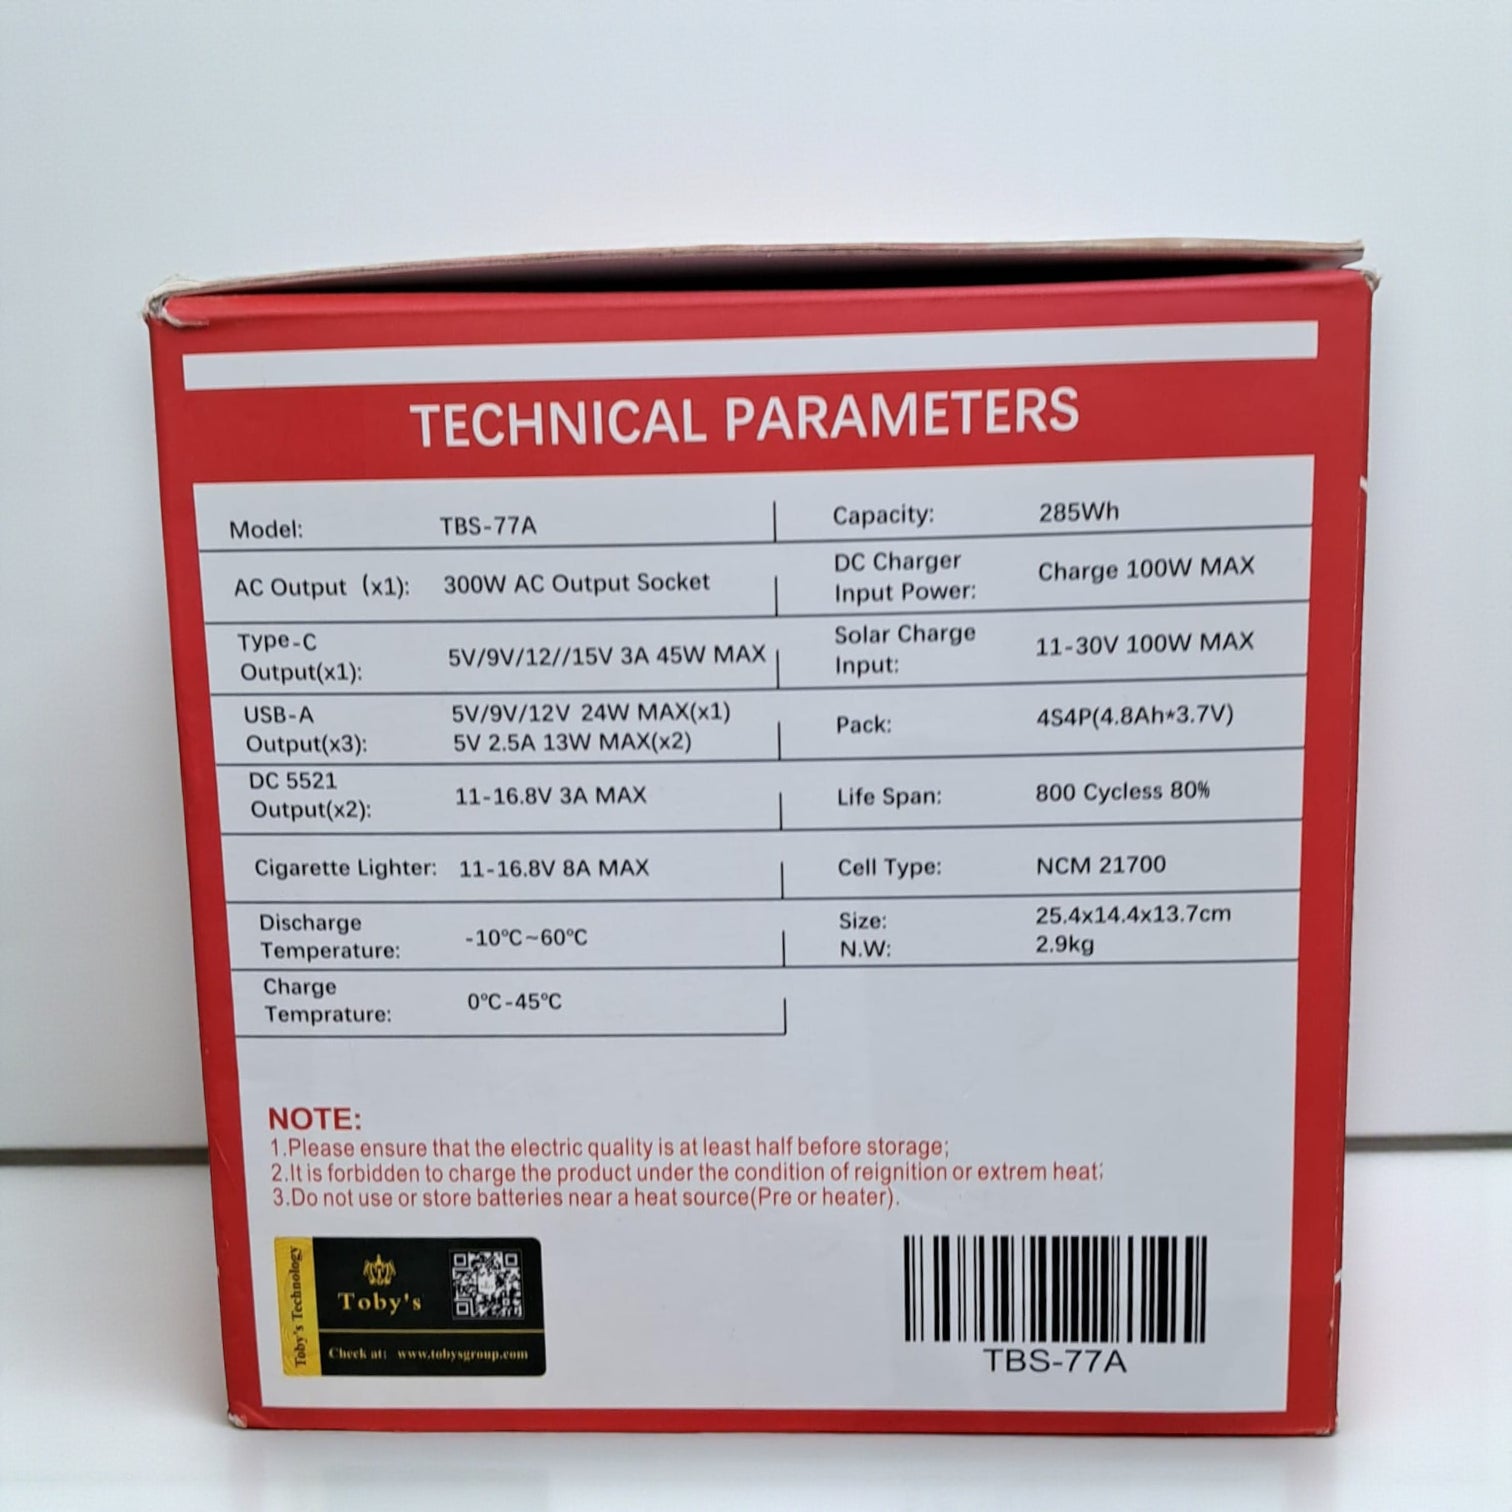 TECHNICAL PARAMETERS
Model: TBS-77A
Capacity: 285Wh
AC Output (x1): 300W AC Output Socket
DC Charger
Input Power: Charge 100W MAX
Type-C
Output(x1): 5V/9V/12//15V 3A 45W MAX
Solar Charge
Input: 11-30V 100W MAX
USB-A
Output(x3):
5V/9V/12V 24W MAX(x1)
5V 2.5A 13W MAX(x2)
Pack: 4S4P(4.8Ah*3.7V)
DC 5521
Output(x2): 11-16.8V 3A MAX
Life Span: 800 Cycless 80%
Cigarette Lighter: 11-16.8V 8A MAX
Cell Type: NCM 21700
Discharge
Temperature: -10°C~60°C
Size: 25.4x14.4x13.7cm
N.W: 2.9kg
Charge
Temprature: 0°C-45°C
NOTE:
1.Please ensure that the electric quality is at least half before storage;
2.It is forbidden to charge the product under the condition of reignition or extrem heat;
3.Do not use or store batteries near a heat source(Pre or heater).
Toby's Technology
Toby's
Check at: www.tobysgroup.com
TBS-77A